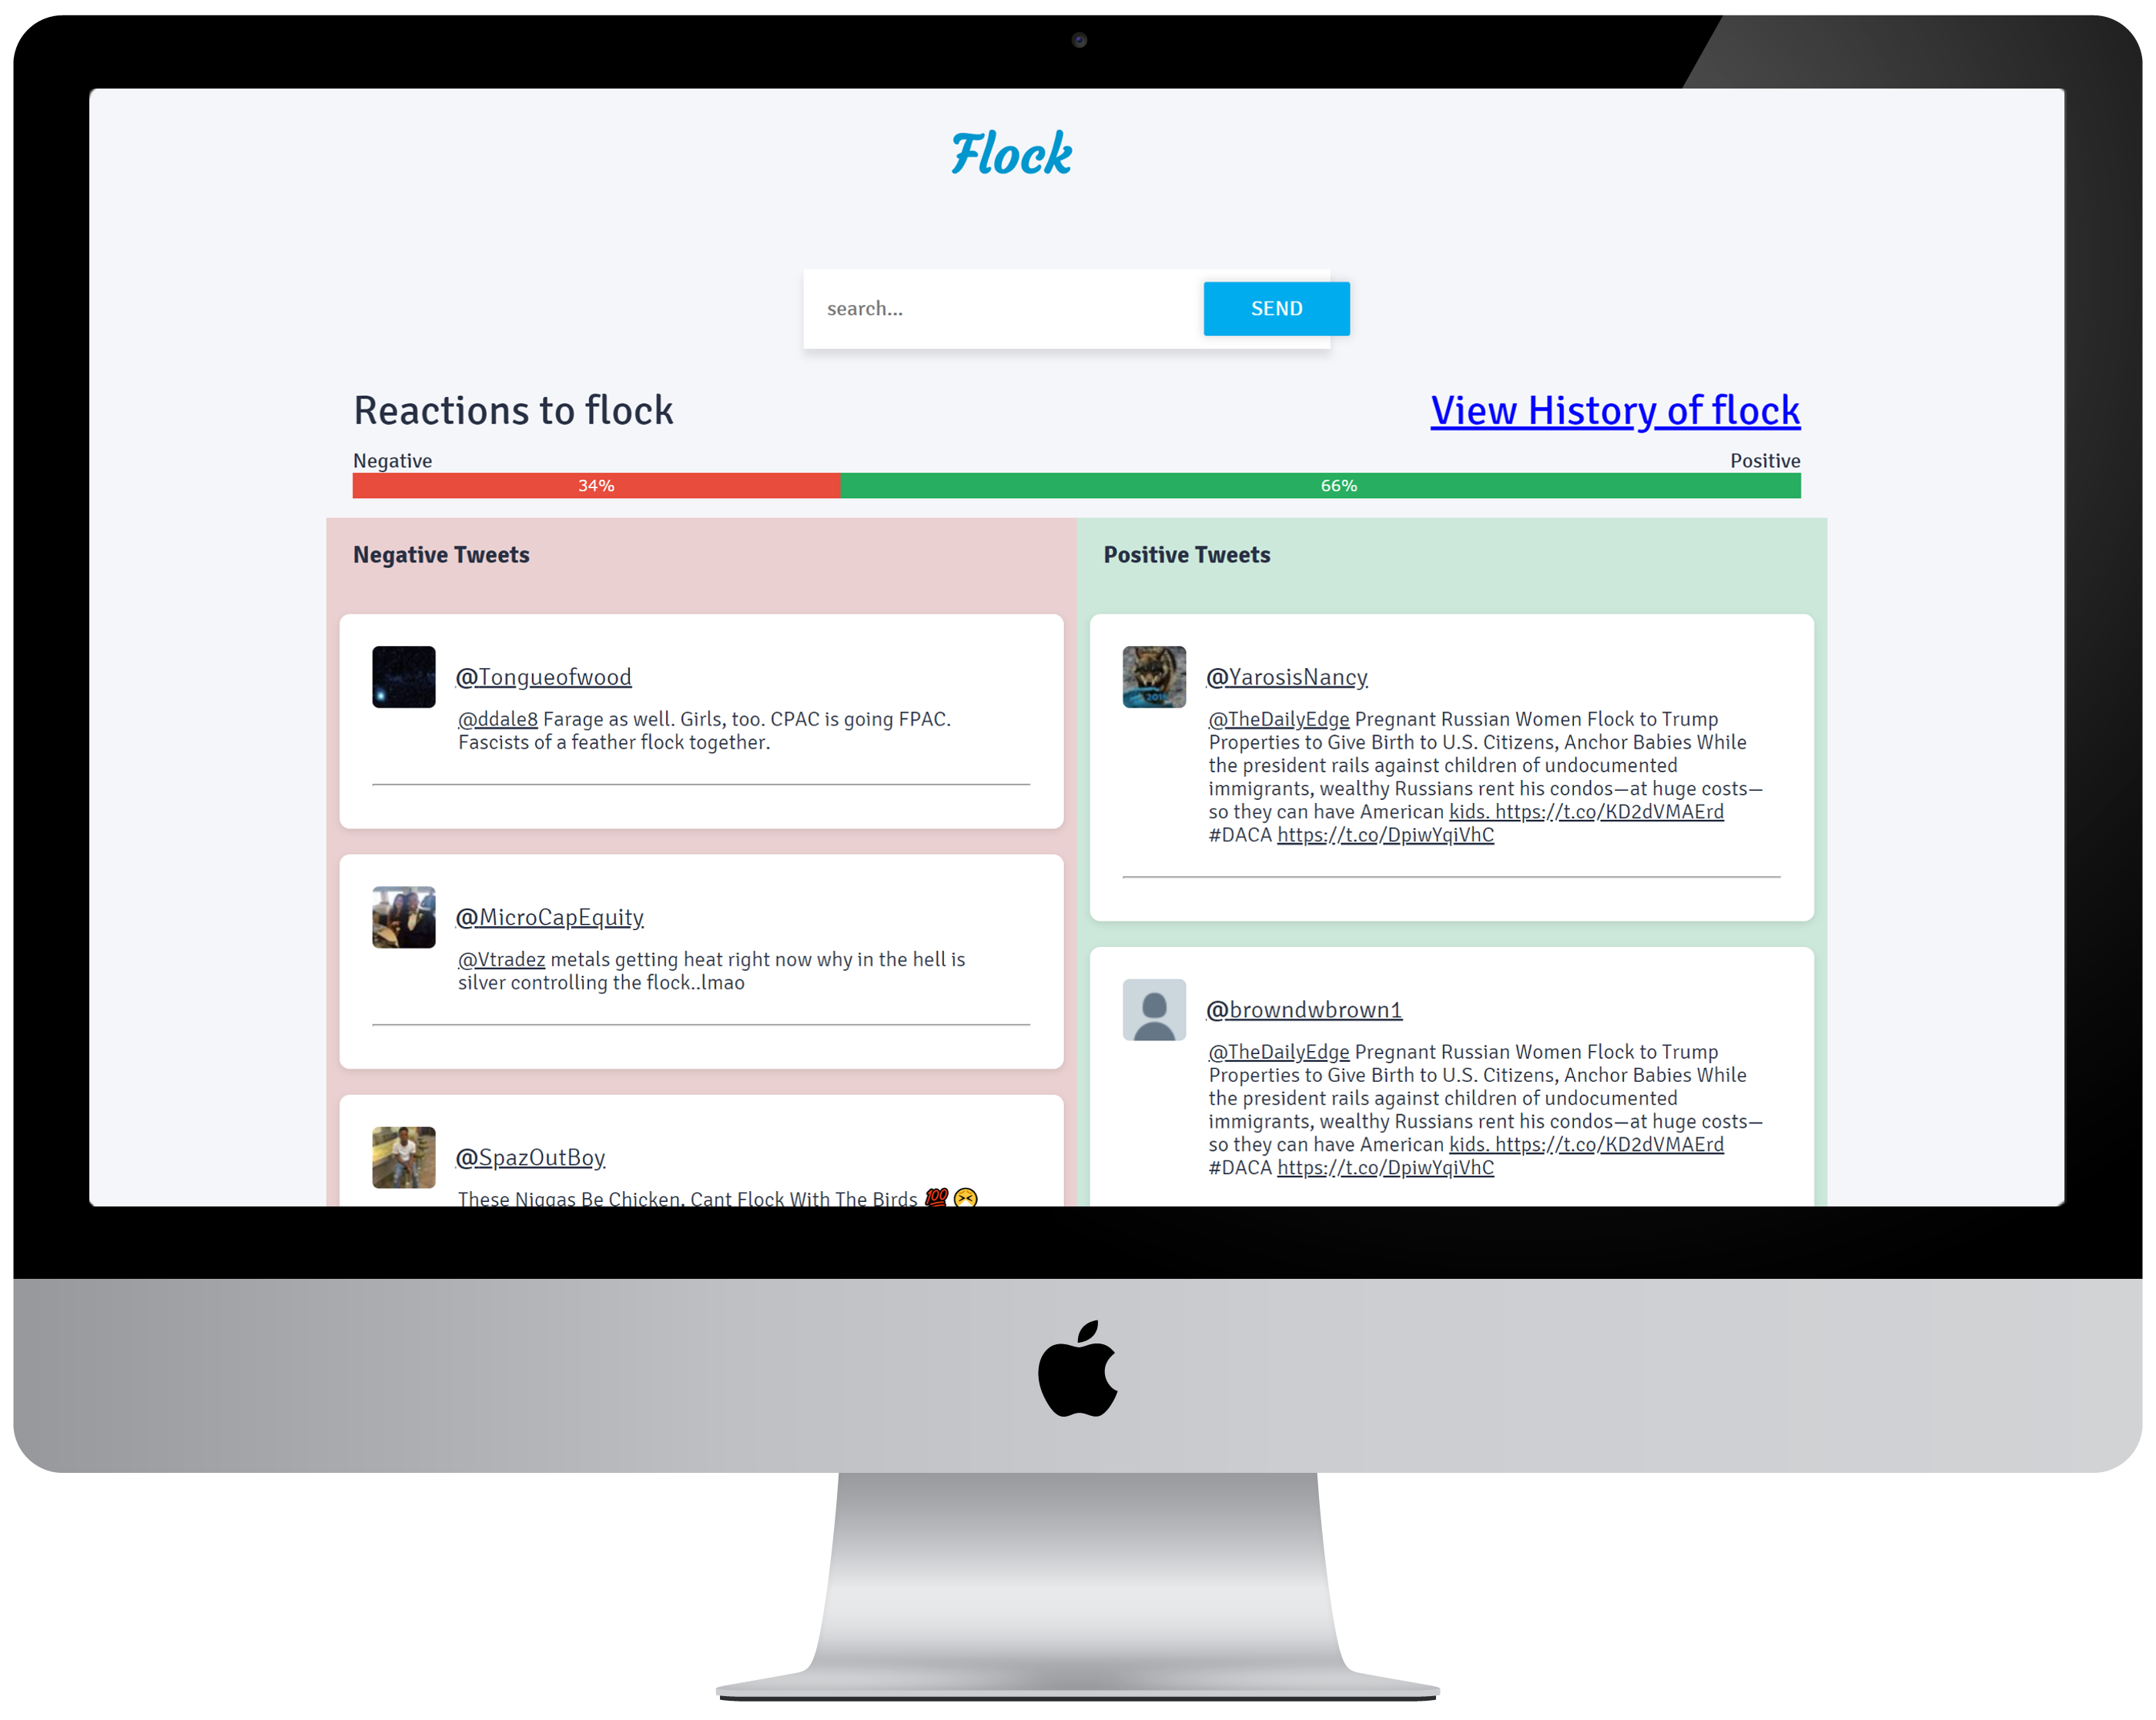 Flock
search...
SEND
Reactions to flock
View History of flock
Negative
Positive
34%
66%
Negative Tweets
@Tongueofwood
@ddale8 Farage as well. Girls, too. CPAC is going FPAC.
Fascists of a feather flock together.
@MicroCapEquity
@Vtradez metals getting heat right now why in the hell is
silver controlling the flock..lmao
@SpazOutBoy
These Niggas Be Chicken, Cant Flock With The Birds 💯😆
Positive Tweets
@YarosisNancy
@TheDailyEdge Pregnant Russian Women Flock to Trump
Properties to Give Birth to U.S. Citizens, Anchor Babies While
the president rails against children of undocumented
immigrants, wealthy Russians rent his condos—at huge costs—
so they can have American kids. https://t.co/KD2dVMAErd
#DACA https://t.co/DpiwYqiVhC
@browndwbrown1
@TheDailyEdge Pregnant Russian Women Flock to Trump
Properties to Give Birth to U.S. Citizens, Anchor Babies While
the president rails against children of undocumented
immigrants, wealthy Russians rent his condos—at huge costs—
so they can have American kids. https://t.co/KD2dVMAErd
#DACA https://t.co/DpiwYqiVhC